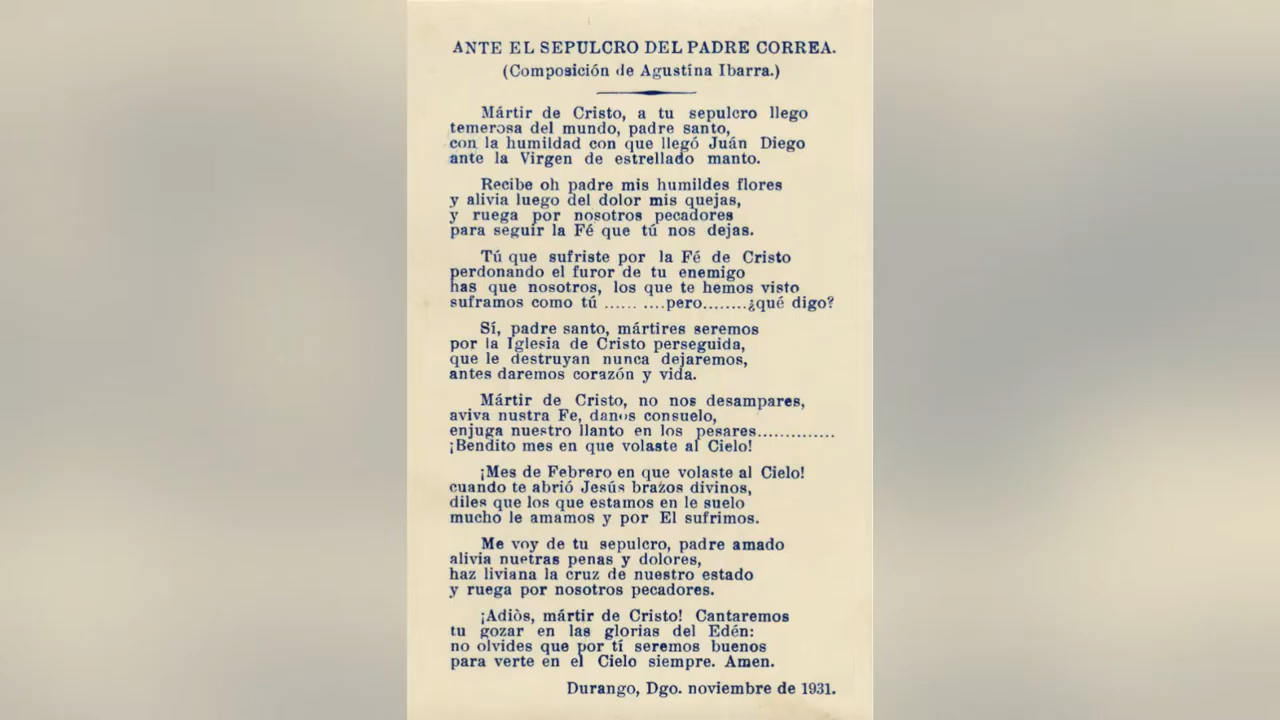 ANTE EL SEPULCRO DEL PADRE CORREA.
(Composición de Agustína Ibarra.)
Mártir de Cristo, a tu sepulcro llego
temerosa del mundo, padre santo,
con la humildad con que llegó Juán Diego
ante la Virgen de estrellado manto.
Recibe oh padre mis humildes flores
y alivia luego del dolor mis quejas,
y ruega por nosotros pecadores
para seguir la Fé que tú nos dejas.
Tú que sufriste por la Fé de Cristo
perdonando el furor de tu enemigo
has que nosotros, los que te hemos visto
suframos como tú ...... ....pero........¿qué digo?
Sí, padre santo, mártires seremos
por la Iglesia de Cristo perseguida,
que le destruyan nunca dejaremos,
antes daremos corazón y vida.
Mártir de Cristo, no nos desampares,
aviva nustra Fe, danos consuelo,
enjuga nuestro llanto en los pesares..............
¡Bendito mes en que volaste al Cielo!
¡Mes de Febrero en que volaste al Cielo!
cuando te abrió Jesús brazos divinos,
diles que los que estamos en le suelo
mucho le amamos y por El sufrimos.
Me voy de tu sepulcro, padre amado
alivia nuetras penas y dolores,
haz liviana la cruz de nuestro estado
y ruega por nosotros pecadores.
¡Adiòs, mártir de Cristo! Cantaremos
tu gozar en las glorias del Edén:
no olvides que por tí seremos buenos
para verte en el Cielo siempre. Amen.
Durango, Dgo. noviembre de 1931.